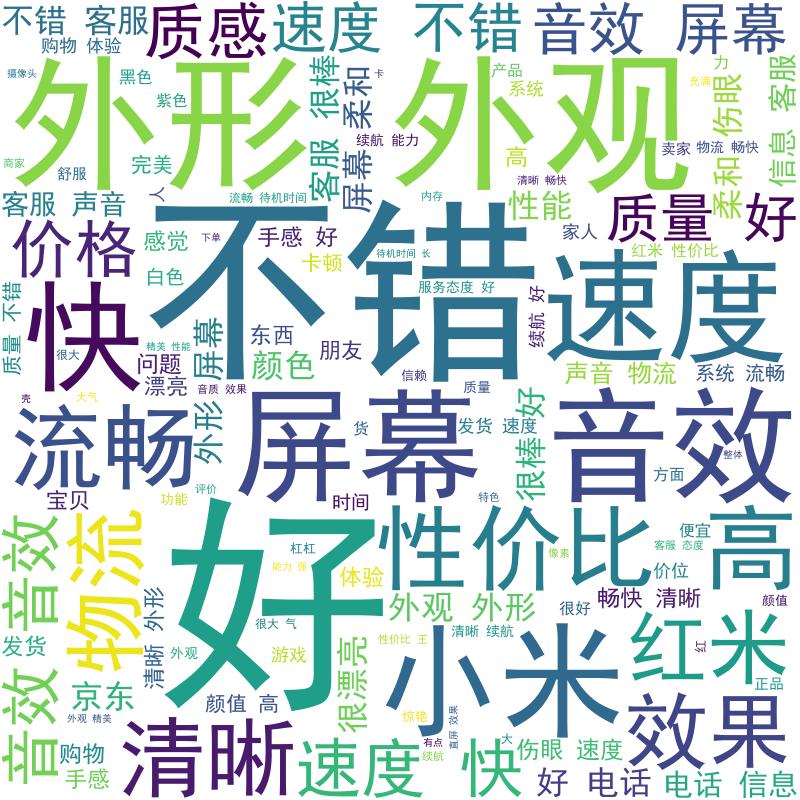 不错 客服
质感
速度
不错
音效
屏幕
购物 体验
摄像头
黑色
紫色
外形
很棒
柔和
卡
外观
产品
系统
充满
力
伤眼
客服
信息
柔和
商家
舒服
完美
客服
屏幕
续航 能力
高
卖家
物流 畅快
清晰 畅快
客服 声音
人
流畅 待机时间
内存
性能
质量
好
价格
感觉
下单
手感 好
不错
卡顿
待机时间 长
家人
红米 性价比
白色
服务态度 好
速度
快
质量 不错
屏幕
东西
朋友
续航 好
精美 性能
很大
问题
颜色
漂亮
音质 效果
信赖
质量
声音 物流
系统 流畅
壳
大气
流畅
外形
屏幕
货
发货 速度
很棒
好
音效
整体
方面
宝贝
评价
功能
时间
特色
音效
物流
好
杠杠
能力 强
体验
性价比
像素
便宜
客服 态度
价位
高
发货
清晰 外形
很大 气
外观 外形
很好
畅快 清晰
颜值
音效
外观
游戏
很漂亮
性价比 王
清晰 续航
小米
红米
红
正品
京东
颜值 高
外观 精美
惊艳
购物
手感
清晰
速度
有点
续航
直屏 效果
快
大
伤眼 速度
效果
好
电话
电话 信息